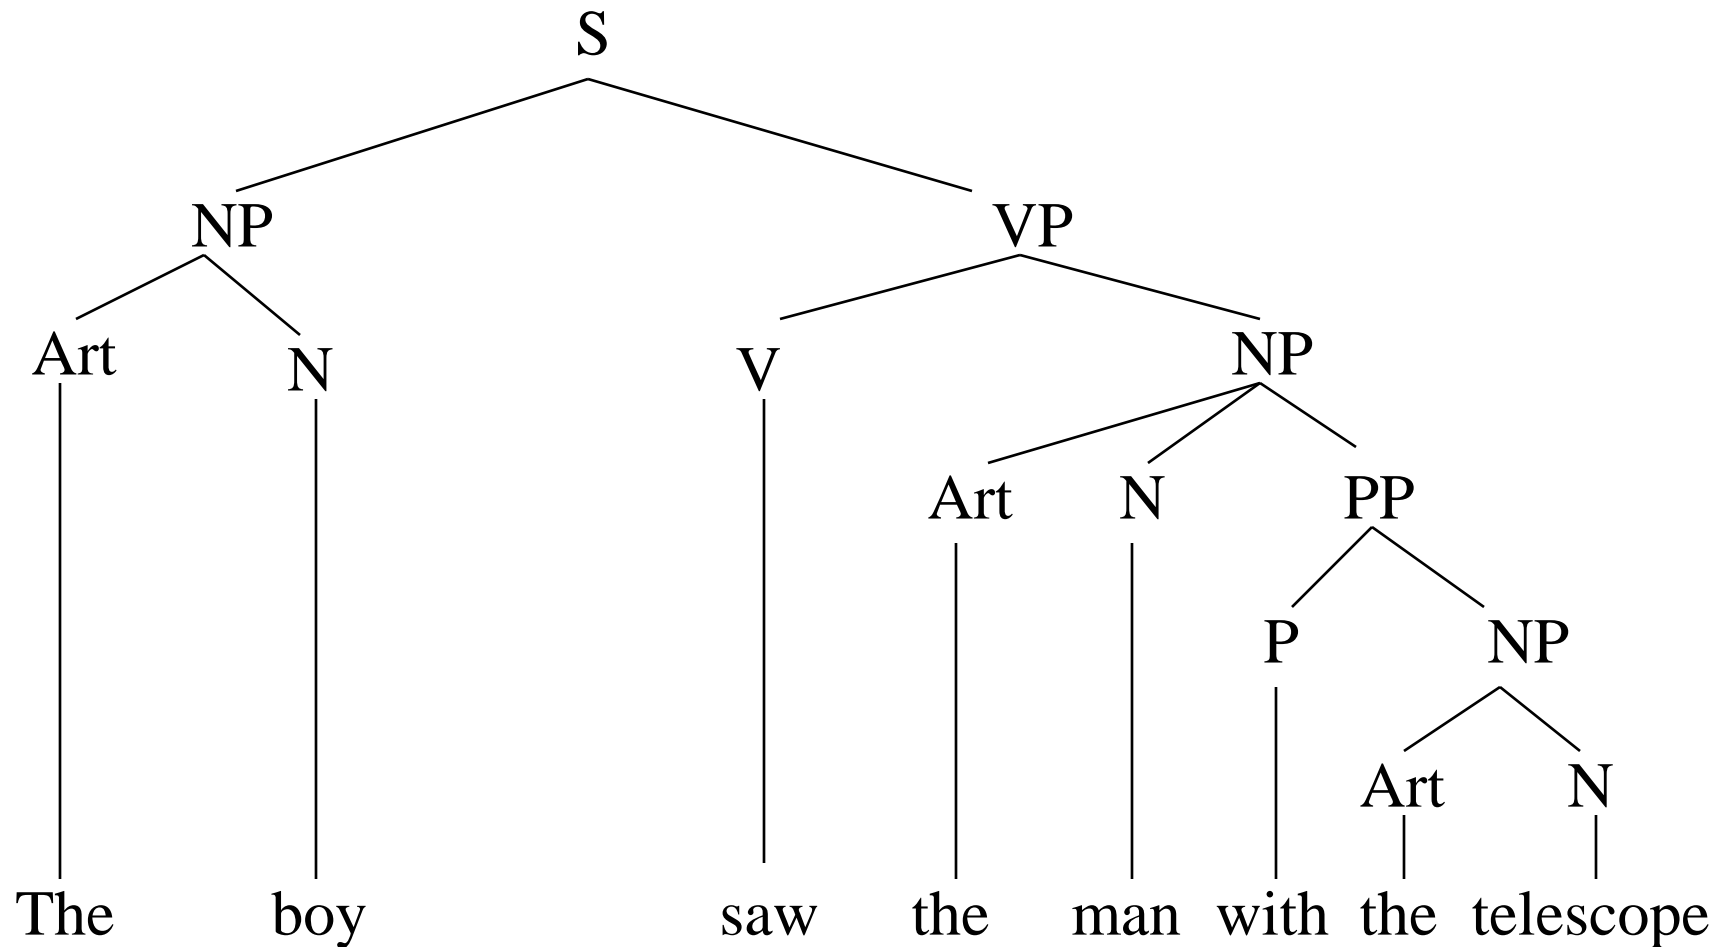 S
NP VP
Art N V NP
Art N PP
P NP
Art N
The boy saw the man with the telescope